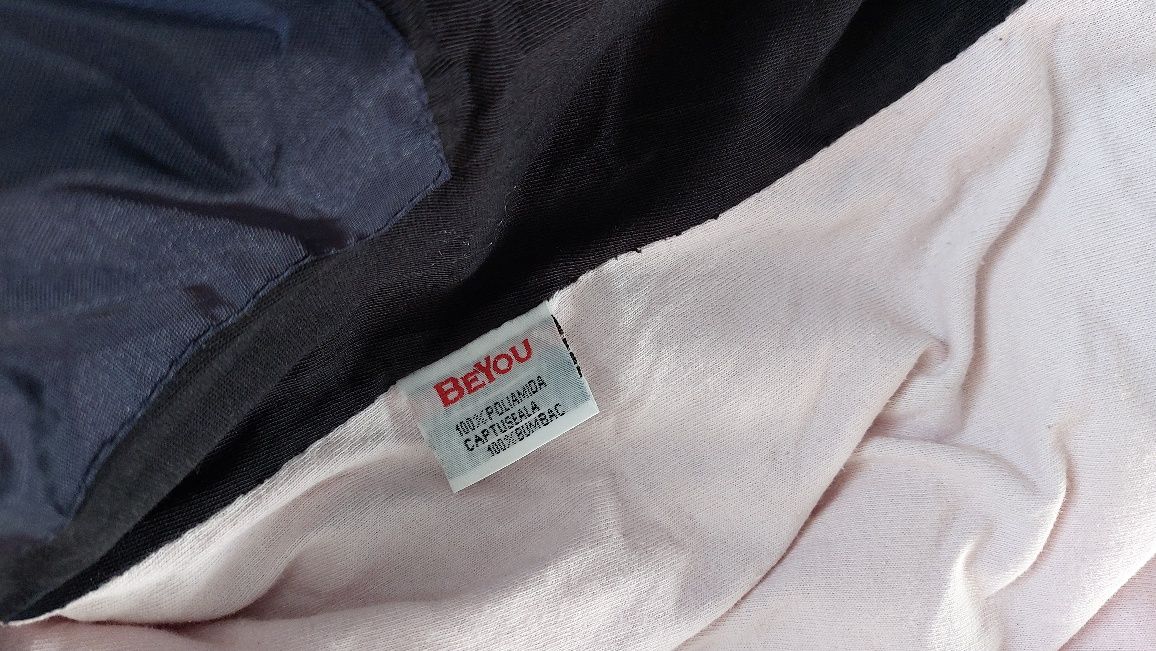 BEYOU
100% POLIAMIDA
CAPTUSEALA
100% BUMBAC